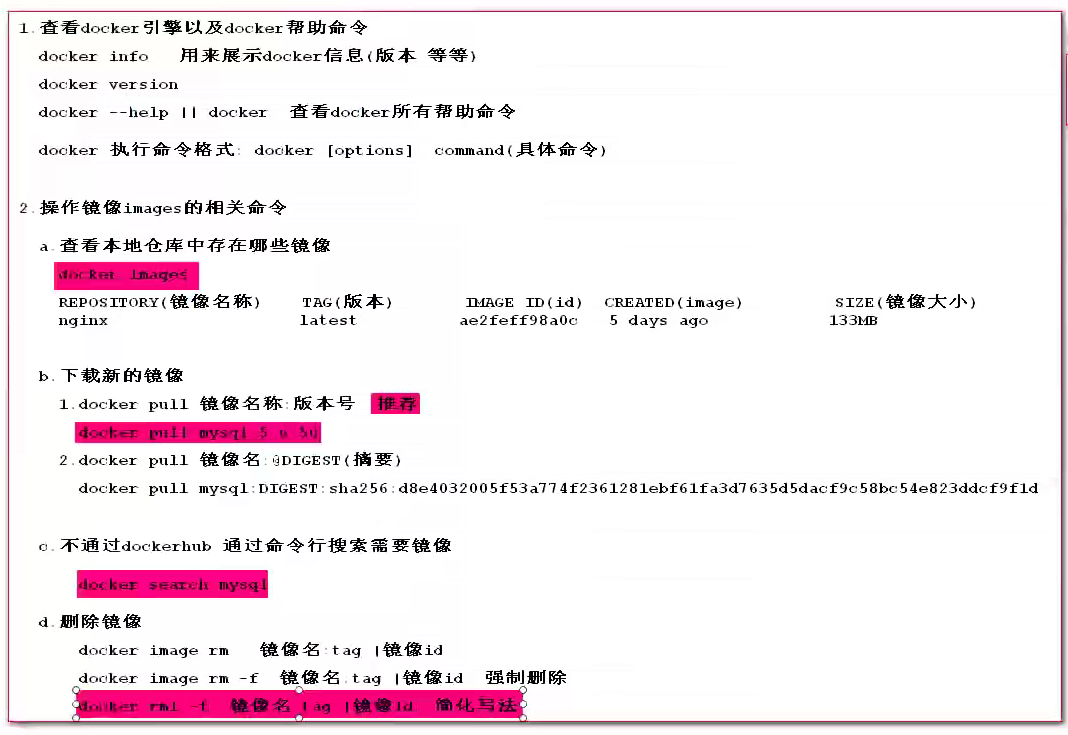 1.查看docker引擎以及docker帮助命令
docker info 用来展示docker信息(版本 等等)
docker version
docker --help || docker 查看docker所有帮助命令
docker 执行命令格式: docker [options] command(具体命令)
2.操作镜像images的相关命令
a.查看本地仓库中存在哪些镜像
docker images
REPOSITORY(镜像名称) TAG(版本) IMAGE ID(id) CREATED(image) SIZE(镜像大小)
nginx latest ae2feff98a0c 5 days ago 133MB
b.下载新的镜像
1.docker pull 镜像名称:版本号 推荐
docker pull mysql
2.docker pull 镜像名:@DIGEST(摘要)
docker pull mysql:DIGEST:sha256:d8e4032005f53a774f2361281ebf61fa3d7635d5dacf9c58bc54e823ddcf9f1d
c.不通过dockerhub 通过命令行搜索需要镜像
docker search mysql
d.删除镜像
docker image rm 镜像名:tag |镜像id
docker image rm -f 镜像名.tag |镜像id 强制删除
docker rmi -f 镜像名 tag |镜像id 简化写法